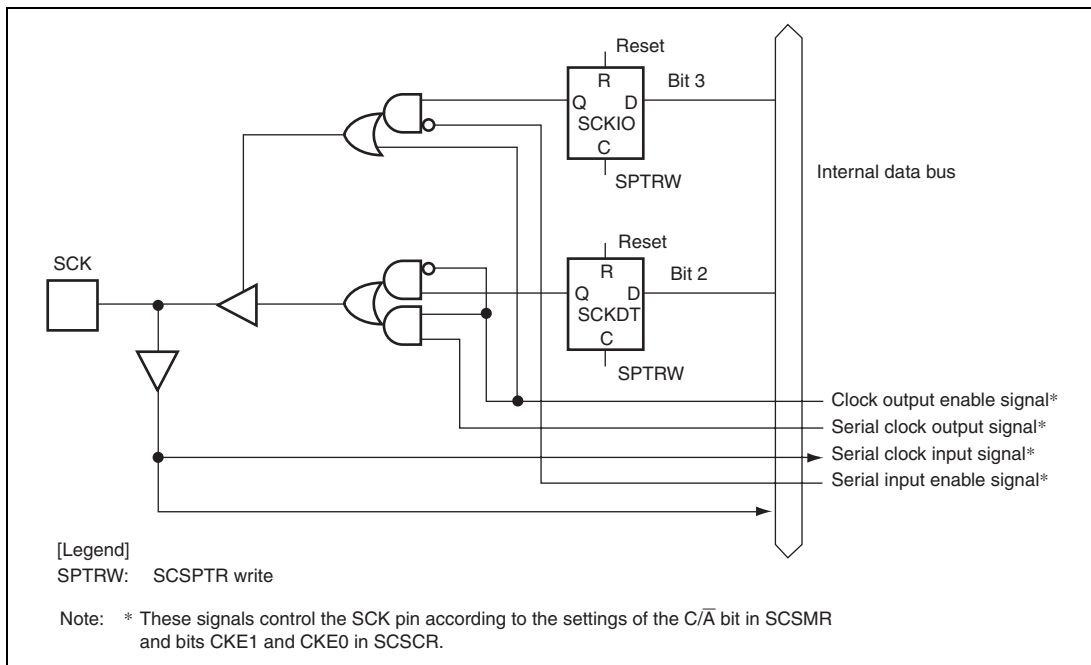 Reset
R
Bit 3
Q
D
SCKIO
C
SPTRW
Internal data bus
Reset
SCK
R
Bit 2
Q
D
SCKDT
C
SPTRW
Clock output enable signal*
Serial clock output signal*
Serial clock input signal*
Serial input enable signal*
[Legend]
SPTRW: SCSPTR write
Note: * These signals control the SCK pin according to the settings of the C/A̅ bit in SCSMR
and bits CKE1 and CKE0 in SCSCR.